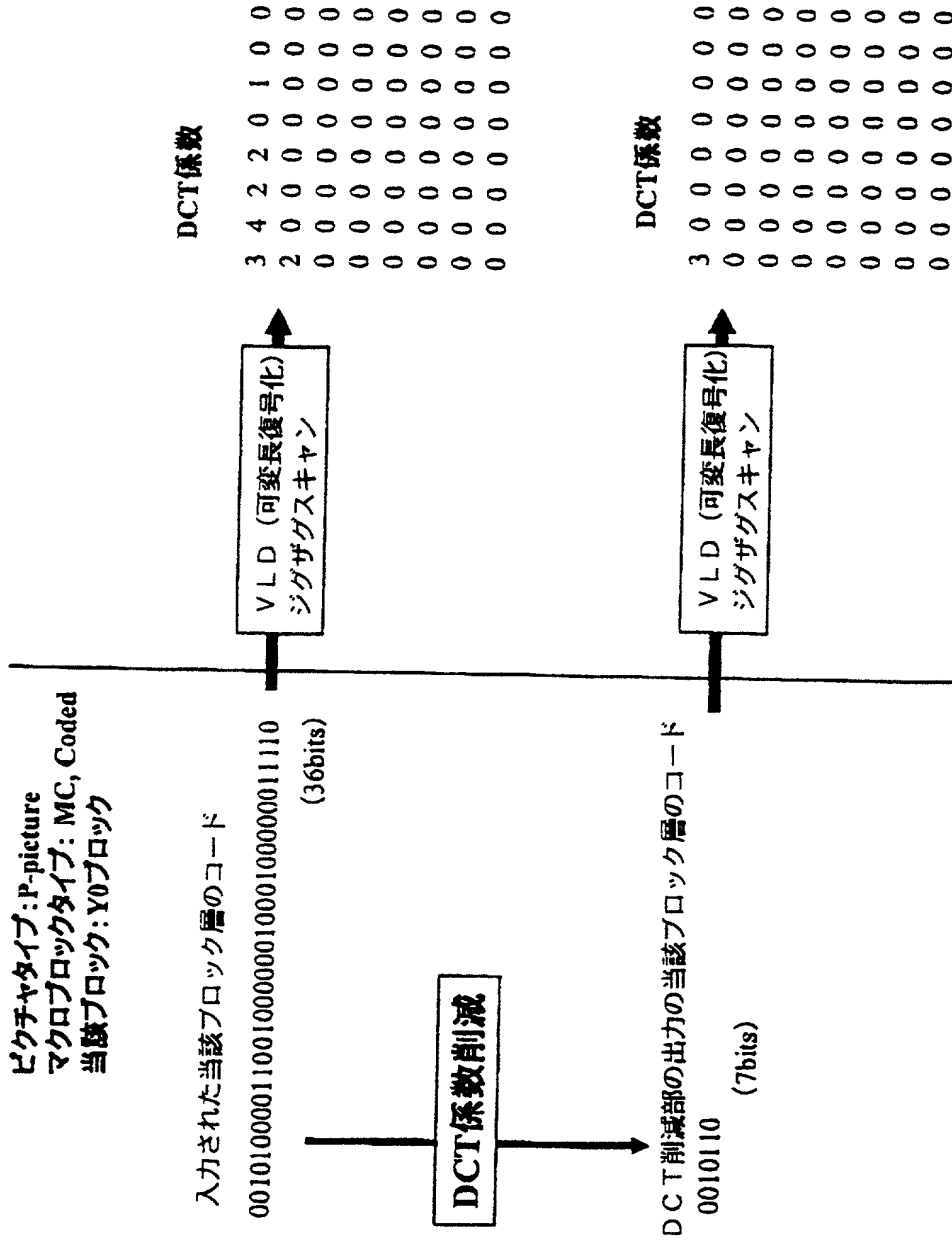 ピクチャタイプ:P-picture
マクロブロックタイプ: MC, Coded
当該ブロック:Y0ブロック
入力された当該ブロック層のコード
001010000110010000001000100000011110
(36bits)
VLD (可変長復号化)
ジグザグスキャン
DCT係数
3 4 2 2 0 1 0 0
2 0 0 0 0 0 0 0
0 0 0 0 0 0 0 0
0 0 0 0 0 0 0 0
0 0 0 0 0 0 0 0
0 0 0 0 0 0 0 0
0 0 0 0 0 0 0 0
0 0 0 0 0 0 0 0
DCT係数削減
DCT削減部の出力の当該ブロック層のコード
0010110
(7bits)
VLD (可変長復号化)
ジグザグスキャン
DCT係数
3 0 0 0 0 0 0 0
0 0 0 0 0 0 0 0
0 0 0 0 0 0 0 0
0 0 0 0 0 0 0 0
0 0 0 0 0 0 0 0
0 0 0 0 0 0 0 0
0 0 0 0 0 0 0 0
0 0 0 0 0 0 0 0